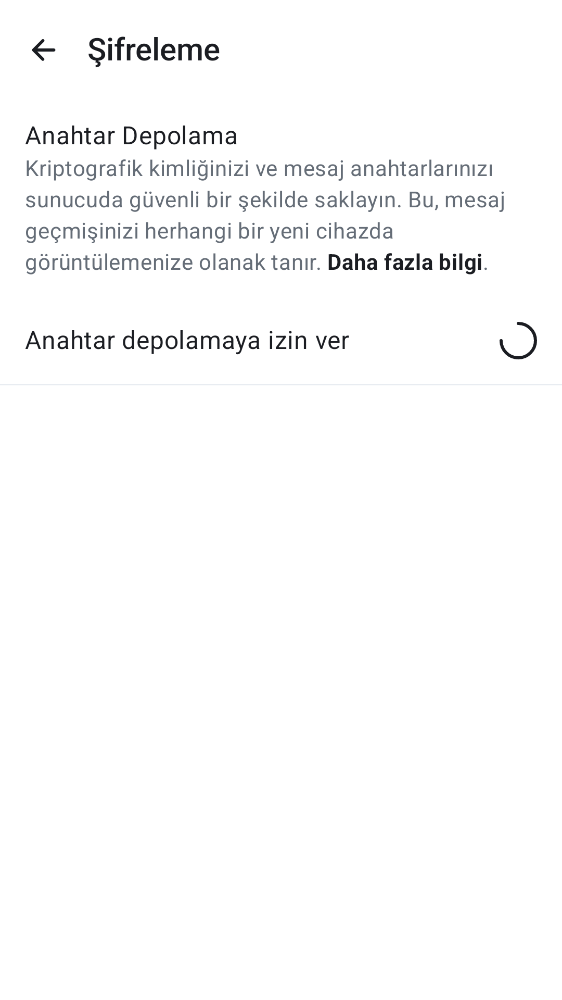 Şifreleme
Anahtar Depolama
Kriptografik kimliğinizi ve mesaj anahtarlarınızı
sunucuda güvenli bir şekilde saklayın. Bu, mesaj
geçmişinizi herhangi bir yeni cihazda
görüntülemenize olanak tanır. Daha fazla bilgi.
Anahtar depolamaya izin ver